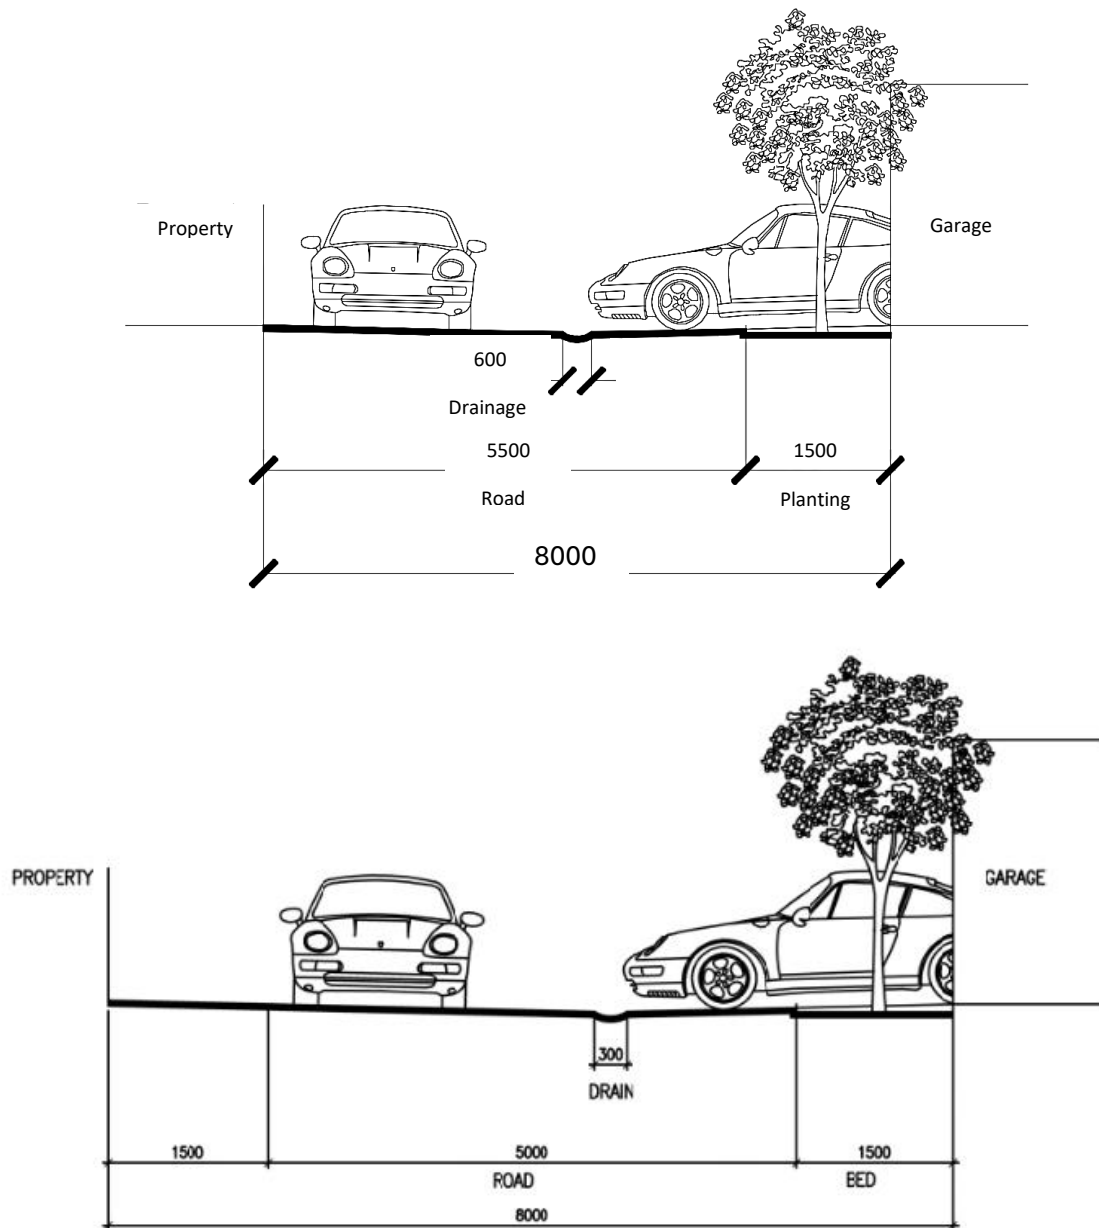 Property
Garage
600
Drainage
5500
1500
Road
Planting
8000
PROPERTY
GARAGE
300
DRAIN
1500
5000
1500
ROAD
BED
8000